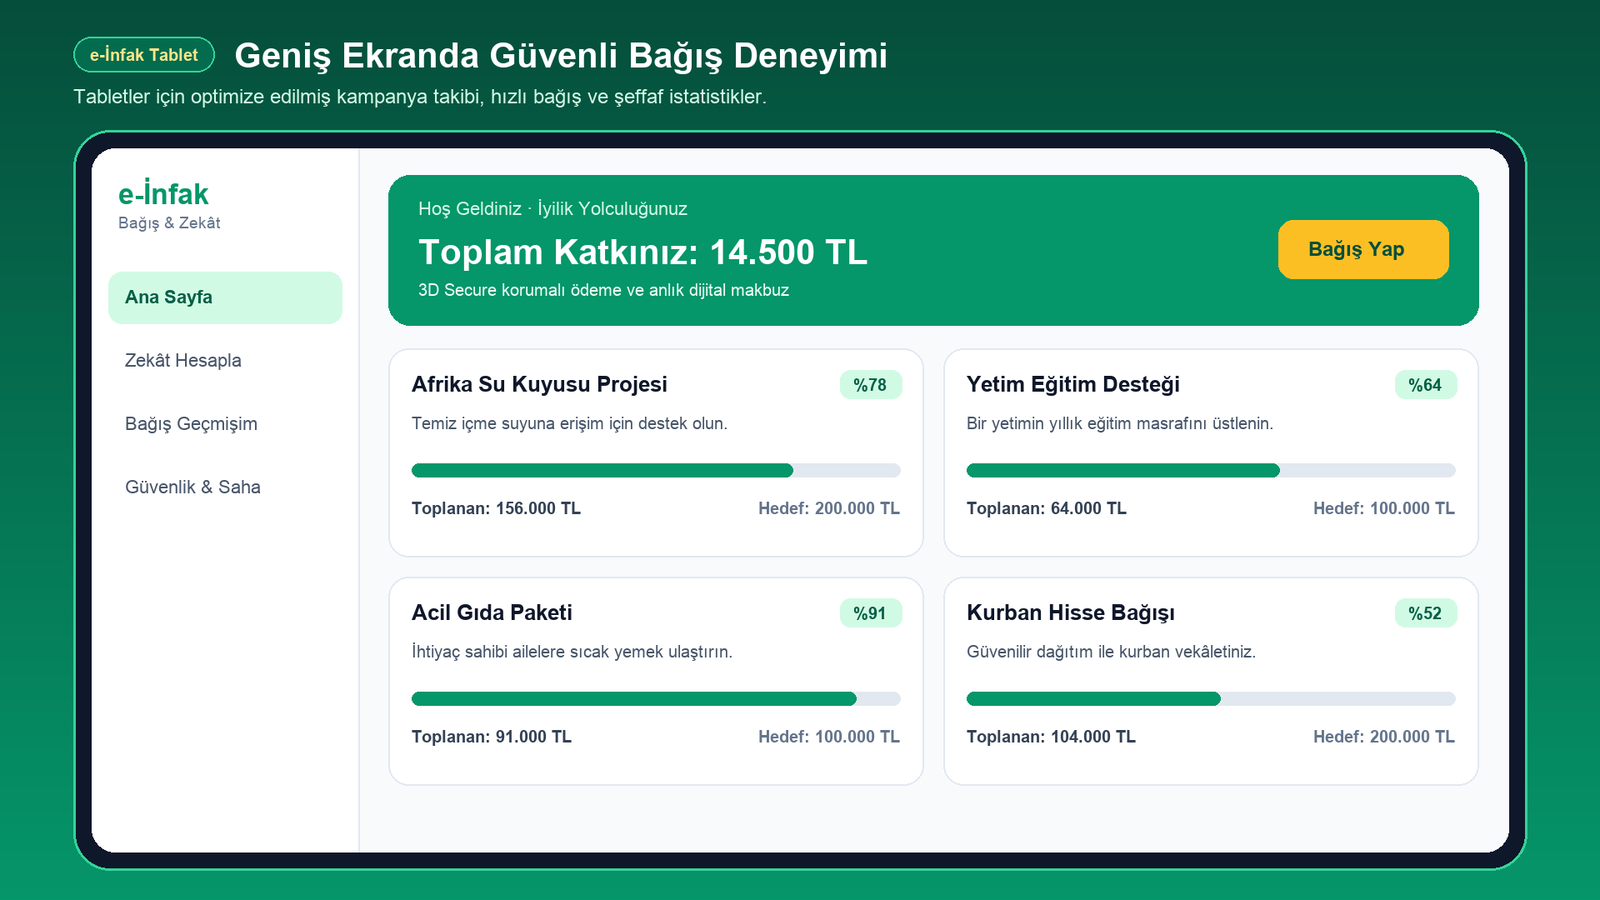 e-İnfak Tablet
Geniş Ekranda Güvenli Bağış Deneyimi
Tabletler için optimize edilmiş kampanya takibi, hızlı bağış ve şeffaf istatistikler.
e-İnfak
Bağış & Zekât
Ana Sayfa
Zekât Hesapla
Bağış Geçmişim
Güvenlik & Saha
Hoş Geldiniz · İyilik Yolculuğunuz
Toplam Katkınız: 14.500 TL
3D Secure korumalı ödeme ve anlık dijital makbuz
Bağış Yap
Afrika Su Kuyusu Projesi
%78
Temiz içme suyuna erişim için destek olun.
Toplanan: 156.000 TL
Hedef: 200.000 TL
Yetim Eğitim Desteği
%64
Bir yetimin yıllık eğitim masrafını üstlenin.
Toplanan: 64.000 TL
Hedef: 100.000 TL
Acil Gıda Paketi
%91
İhtiyaç sahibi ailelere sıcak yemek ulaştırın.
Toplanan: 91.000 TL
Hedef: 100.000 TL
Kurban Hisse Bağışı
%52
Güvenilir dağıtım ile kurban vekâletiniz.
Toplanan: 104.000 TL
Hedef: 200.000 TL